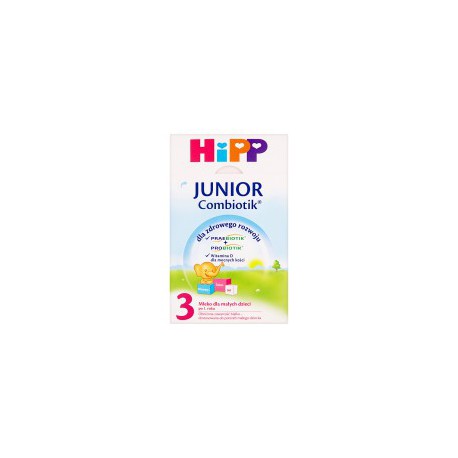 HiPP
JUNIOR
Combiotik®
dla zdrowego rozwoju
PRAEBIOTIK®
+
PROBIOTIK®
Witamina D
dla mocnych kości
3
Mleko dla małych dzieci
po 1. roku